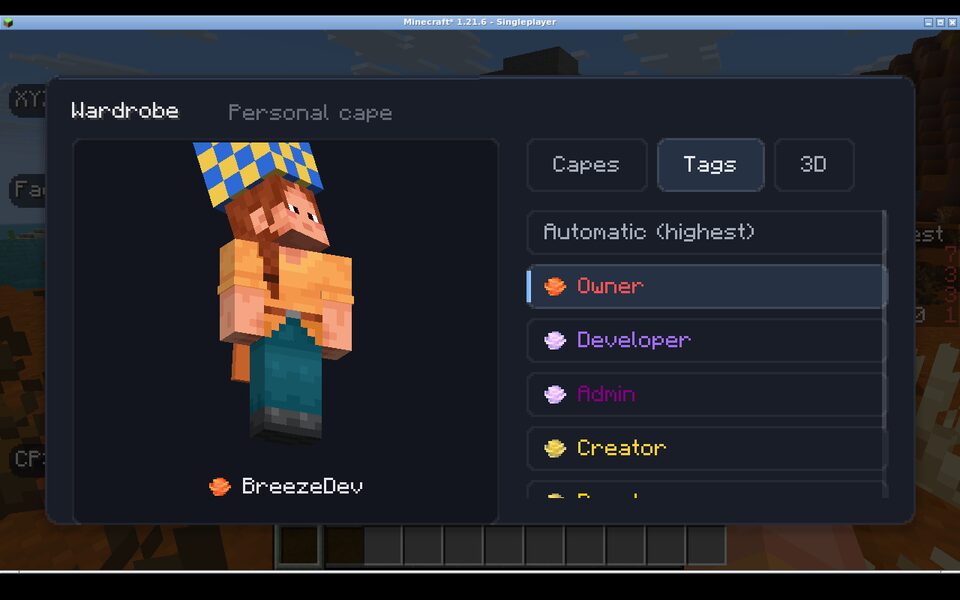 Minecraft* 1.21.6 - Singleplayer
Wardrobe
Personal cape
Capes
Tags
3D
Automatic (highest)
Owner
Developer
Admin
Creator
BreezeDev